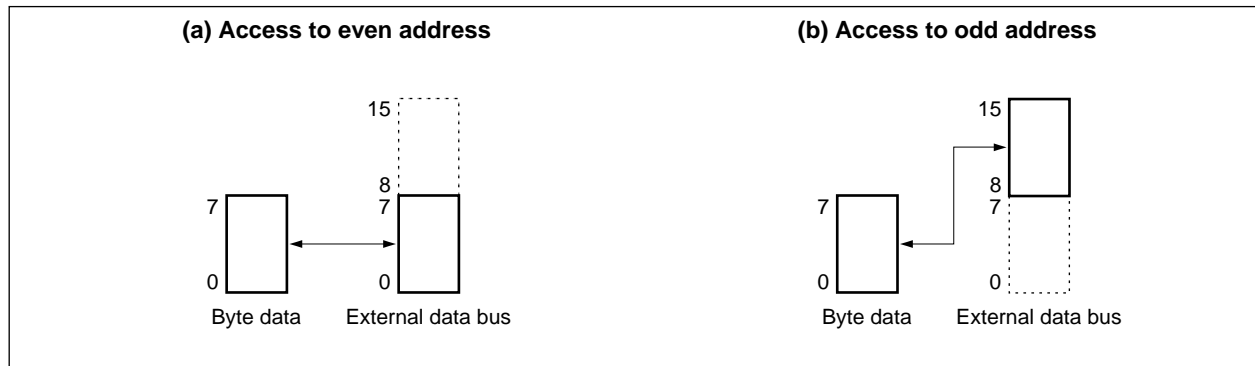 (a) Access to even address
15
8
7
7
0
0
Byte data
External data bus
(b) Access to odd address
15
8
7
7
0
0
Byte data
External data bus